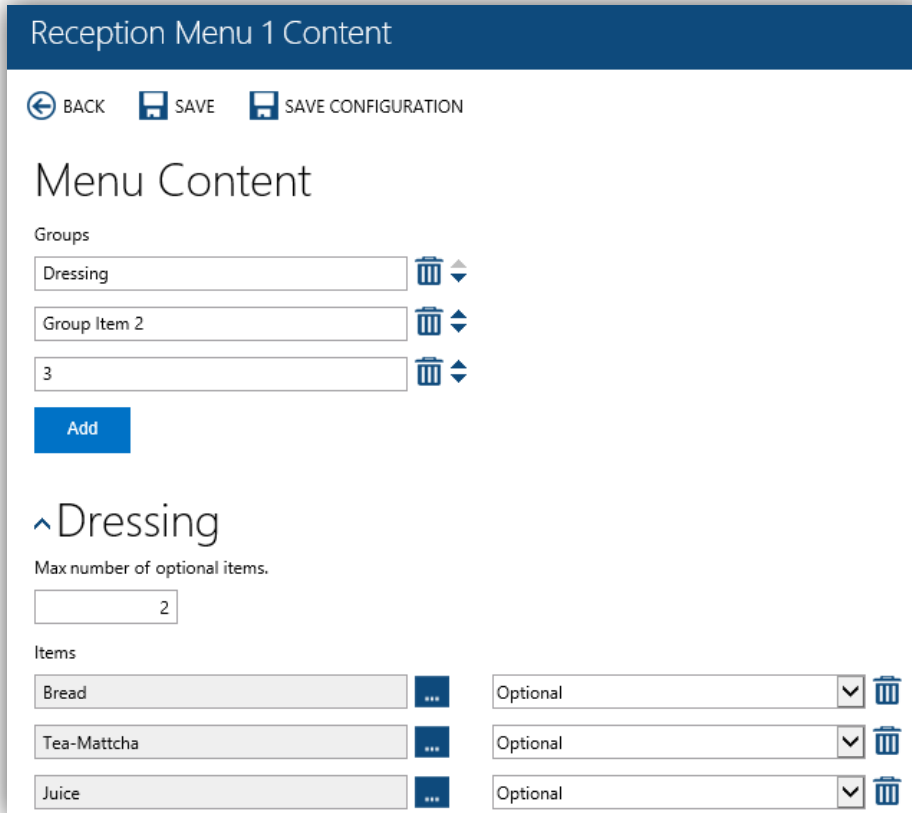 Reception Menu 1 Content
BACK SAVE SAVE CONFIGURATION
Menu Content
Groups
Dressing
Group Item 2
3
Add
Dressing
Max number of optional items.
2
Items
Bread ... Optional
Tea-Mattcha ... Optional
Juice ... Optional